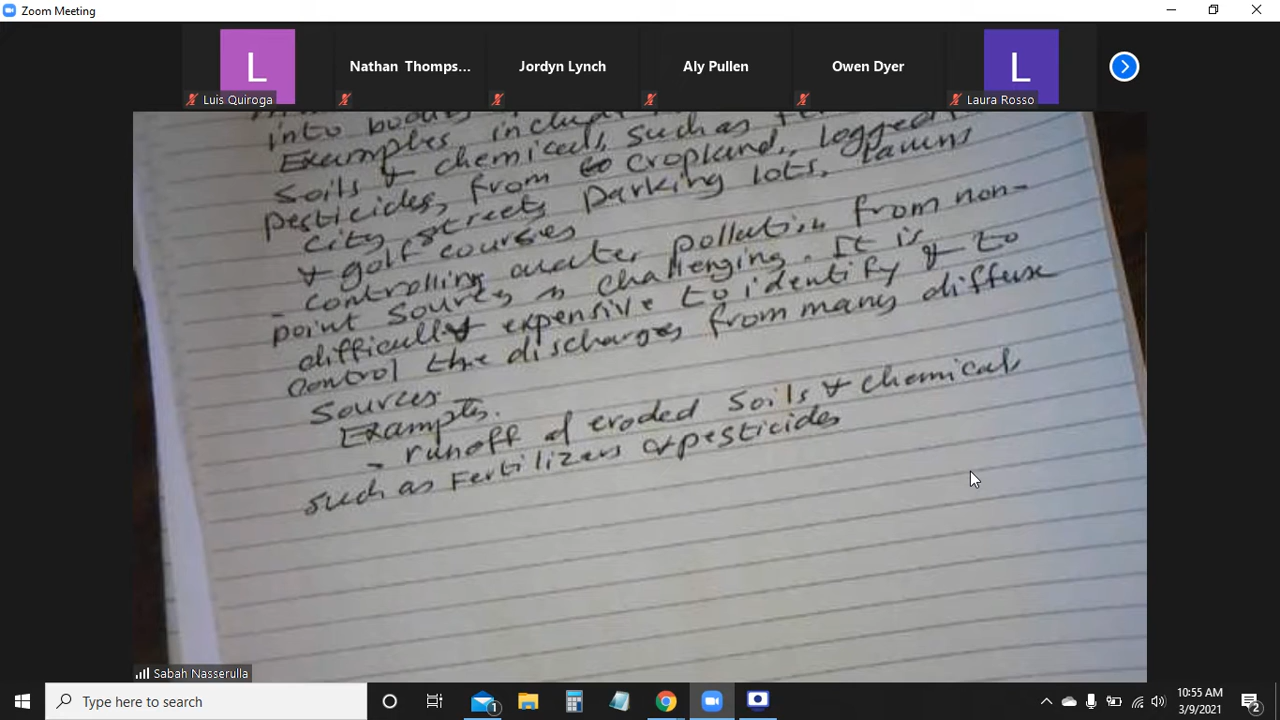 Zoom Meeting
L
Luis Quiroga
Nathan Thomps...
Jordyn Lynch
Aly Pullen
Owen Dyer
L
Laura Rosso
into bodies
Examples include
soils & chemicals, such as
pesticides, from cropland, logged
city streets parking lots, lawns
& golf courses
- controlling water pollution from non-
point sources is challenging. It is
difficult & expensive to identify & to
control the discharges from many diffuse
sources
Examples.
- runoff of eroded soils & chemical
such as Fertilizers & pesticides
Sabah Nasserulla
Type here to search
1
10:55 AM
3/9/2021
2